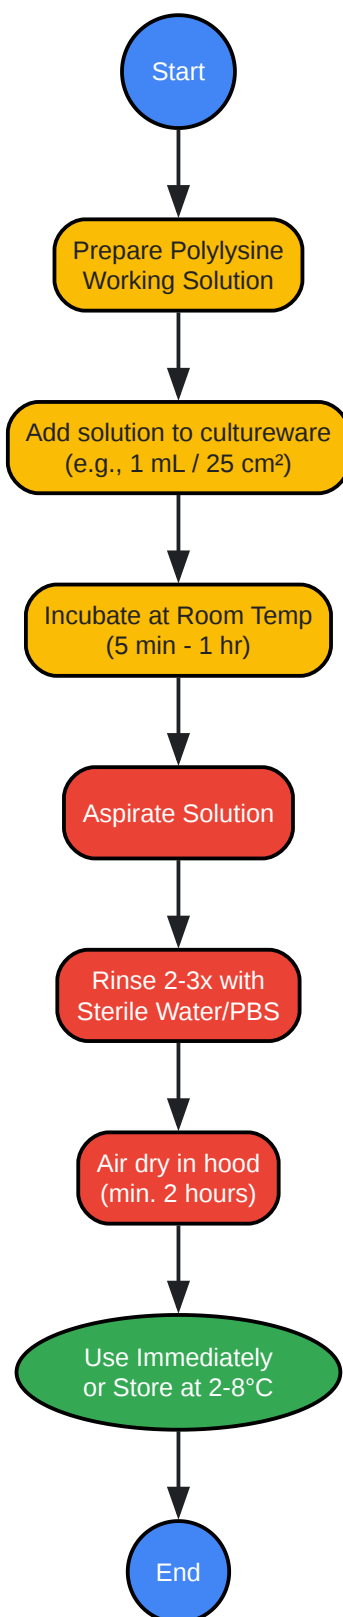 Start
Prepare Polylysine
Working Solution
Add solution to cultureware
(e.g., 1 mL / 25 cm²)
Incubate at Room Temp
(5 min - 1 hr)
Aspirate Solution
Rinse 2-3x with
Sterile Water/PBS
Air dry in hood
(min. 2 hours)
Use Immediately
or Store at 2-8°C
End